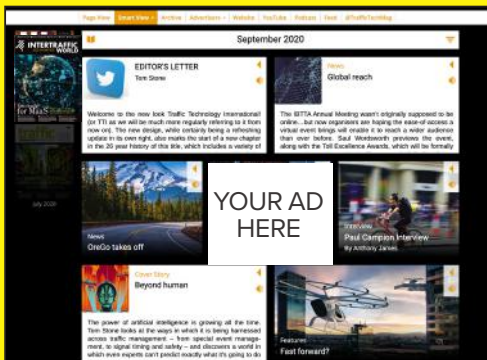 Page View Smart View Archive Advertisers Website YouTube Podcast Feed @TrafficTechMag
September 2020
INTERTRAFFIC
WORLD
for MaaS
July 2020
EDITOR'S LETTER
Tom Stone
Welcome to the new look Traffic Technology International
(or TTi as we will be much more regularly referring to it from
now on). The new design, while certainly being a refreshing
update in its own right, also marks the start of a new chapter
in the 26 year history of this title, which includes a variety of
News
Global reach
The IBTTA Annual Meeting wasn't originally supposed to be
online...but now organisers are hoping the ease-of access a
virtual event brings will enable it to reach a wider audience
than ever before. Saul Wordsworth previews the event,
along with the Toll Excellence Awards, which will be formally
News
OreGo takes off
YOUR AD
HERE
Interview
Paul Campion Interview
By Anthony James
Cover Story
Beyond human
The power of artificial intelligence is growing all the time.
Tom Stone looks at the ways in which it is being harnessed
across traffic management – from special event manage-
ment, to signal timing and safety – and discovers a world in
which even experts can't predict exactly what it's going to do
Features
Fast forward?